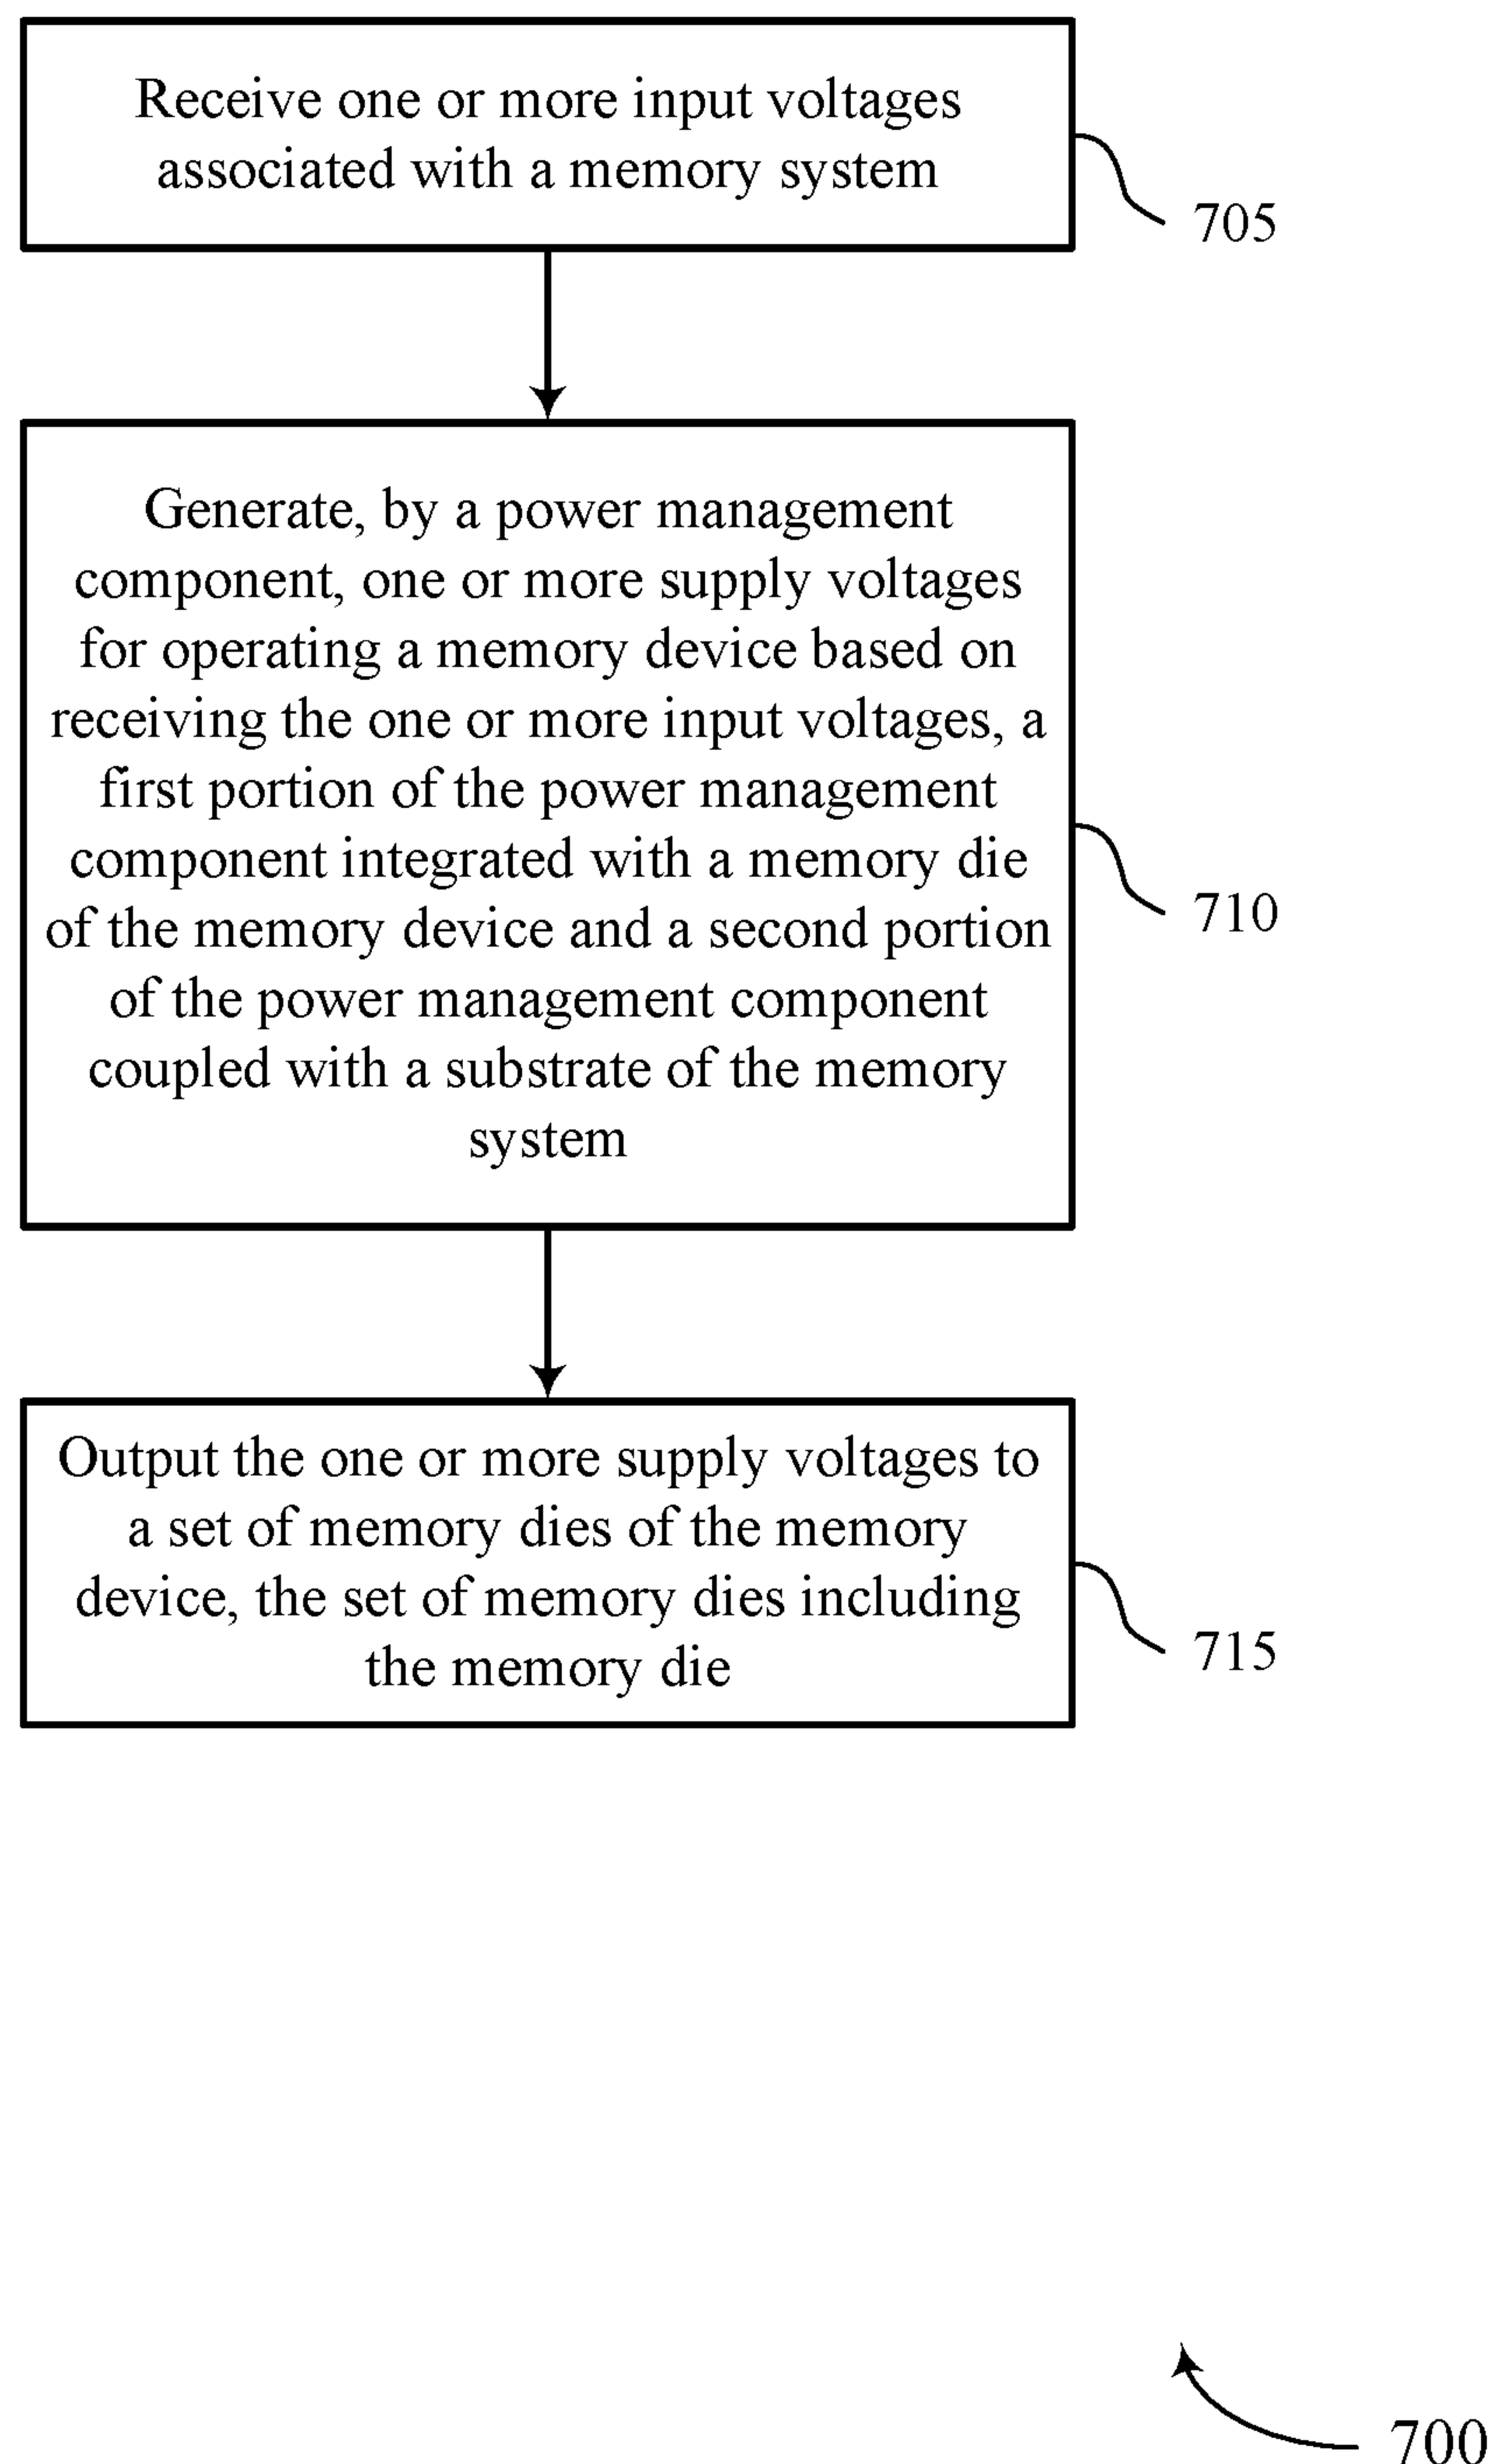 Receive one or more input voltages
associated with a memory system
705
Generate, by a power management
component, one or more supply voltages
for operating a memory device based on
receiving the one or more input voltages, a
first portion of the power management
component integrated with a memory die
of the memory device and a second portion
of the power management component
coupled with a substrate of the memory
system
710
Output the one or more supply voltages to
a set of memory dies of the memory
device, the set of memory dies including
the memory die
715
700